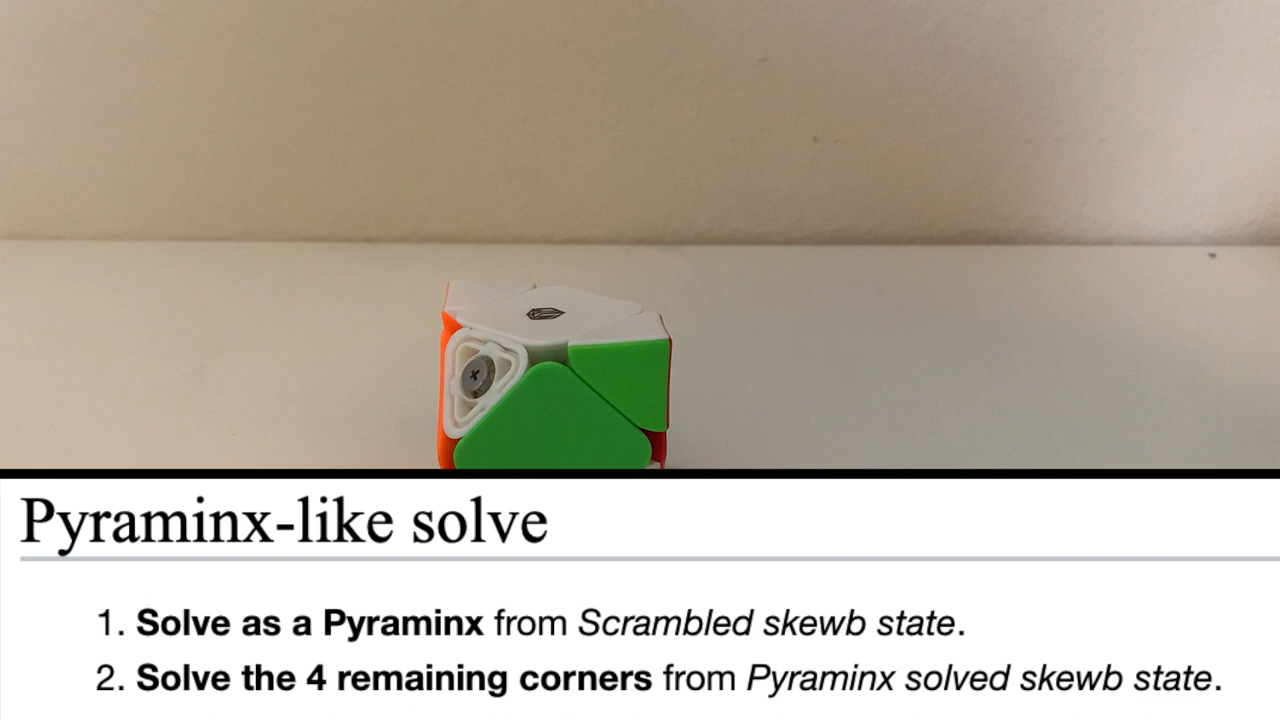 Pyraminx-like solve
1. Solve as a Pyraminx from Scrambled skewb state.
2. Solve the 4 remaining corners from Pyraminx solved skewb state.